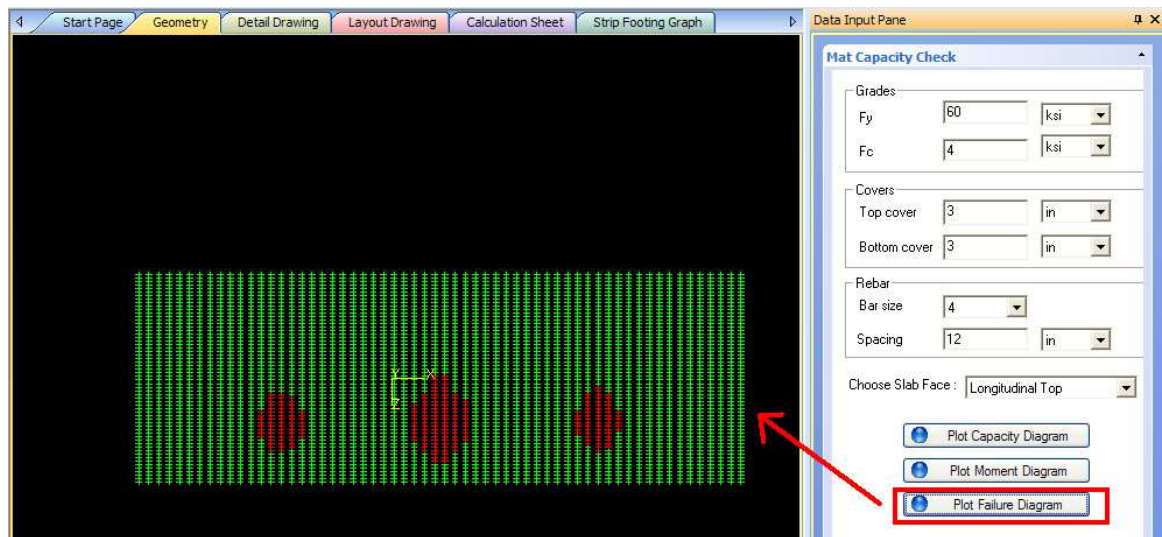 Start Page Geometry Detail Drawing Layout Drawing Calculation Sheet Strip Footing Graph
Y X
Z
Data Input Pane
Mat Capacity Check
Grades
Fy 60 ksi
Fc 4 ksi
Covers
Top cover 3 in
Bottom cover 3 in
Rebar
Bar size 4
Spacing 12 in
Choose Slab Face : Longitudinal Top
Plot Capacity Diagram
Plot Moment Diagram
Plot Failure Diagram